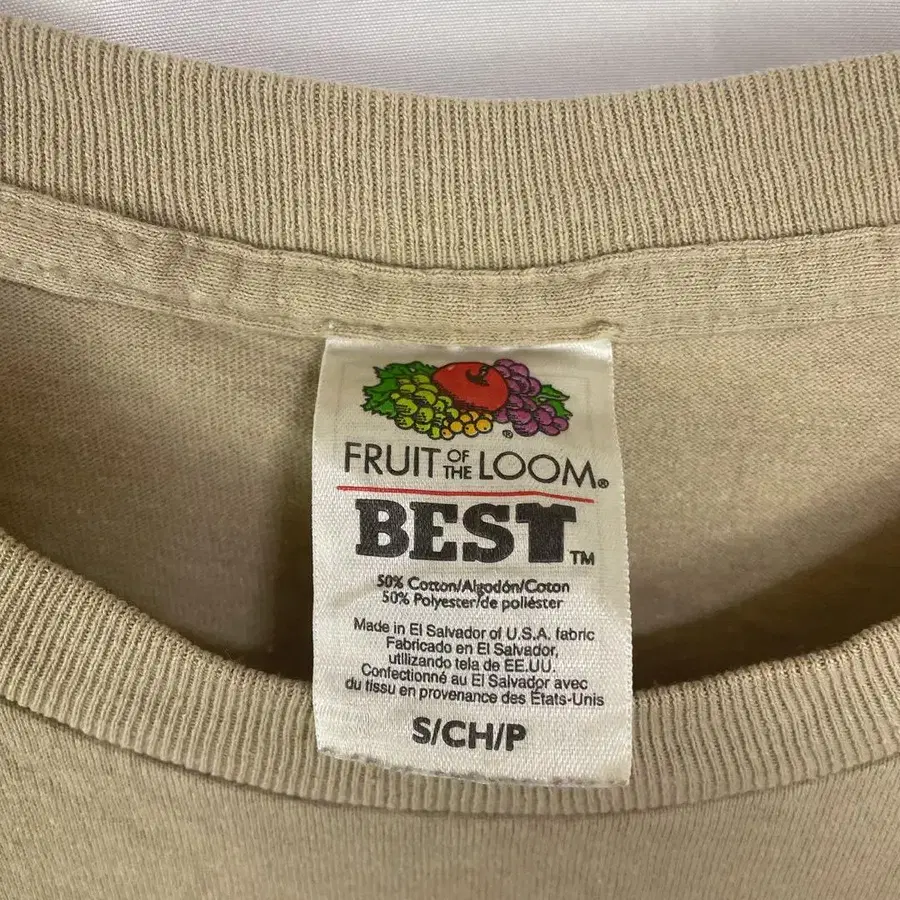 ®
FRUIT OF THE LOOM®
BEST™
50% Cotton/Algodón/Coton
50% Polyester/de poliéster
Made in El Salvador of U.S.A. fabric
Fabricado en El Salvador,
utilizando tela de EE.UU.
Confectionné au El Salvador avec
du tissu en provenance des États-Unis
S/CH/P